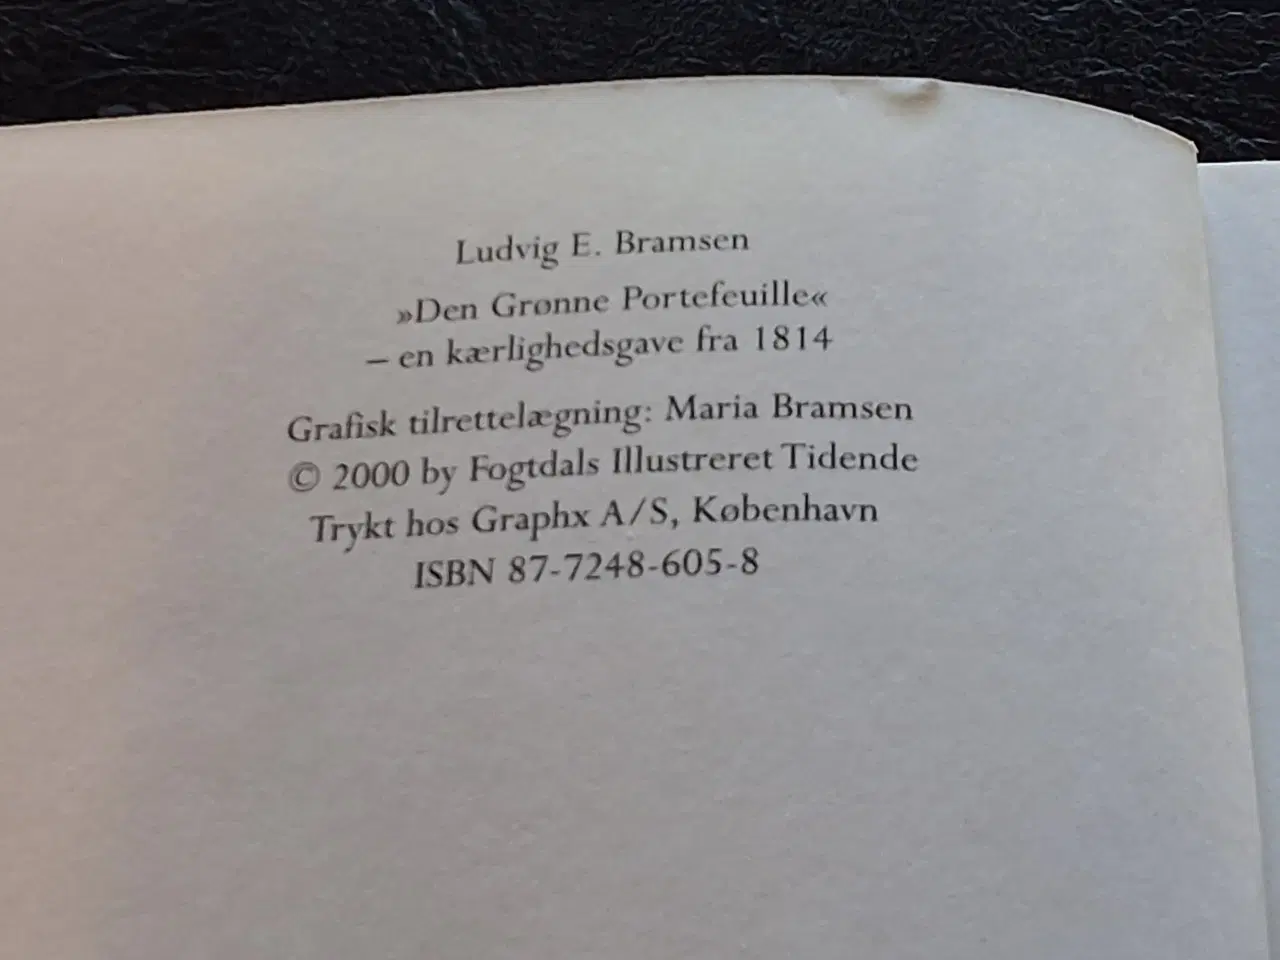 Ludvig E. Bramsen
»Den Grønne Portefeuille«
– en kærlighedsgave fra 1814
Grafisk tilrettelægning: Maria Bramsen
© 2000 by Fogtdals Illustreret Tidende
Trykt hos Graphx A/S, København
ISBN 87-7248-605-8